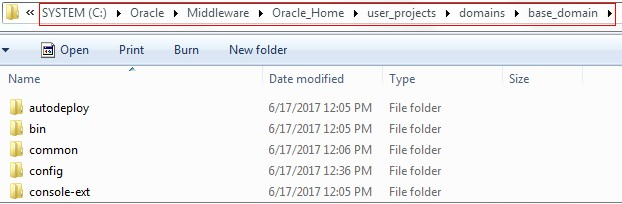 « SYSTEM (C:) Oracle Middleware Oracle_Home user_projects domains base_domain
Open Print Burn New folder
Name Date modified Type Size
autodeploy 6/17/2017 12:05 PM File folder
bin 6/17/2017 12:05 PM File folder
common 6/17/2017 12:06 PM File folder
config 6/17/2017 12:36 PM File folder
console-ext 6/17/2017 12:05 PM File folder